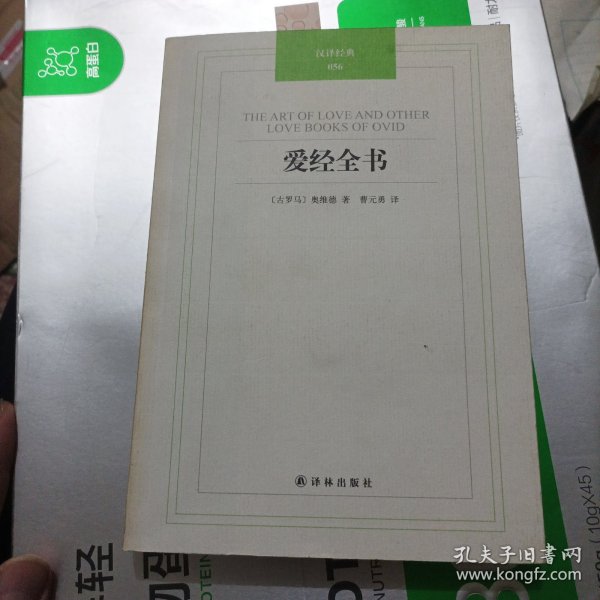 高蛋白
汉译经典
056
THE ART OF LOVE AND OTHER
LOVE BOOKS OF OVID
爱经全书
〔古罗马〕奥维德 著 曹元勇 译
译林出版社
轻
(10gX45)
孔夫子旧书网
www.kongfz.com